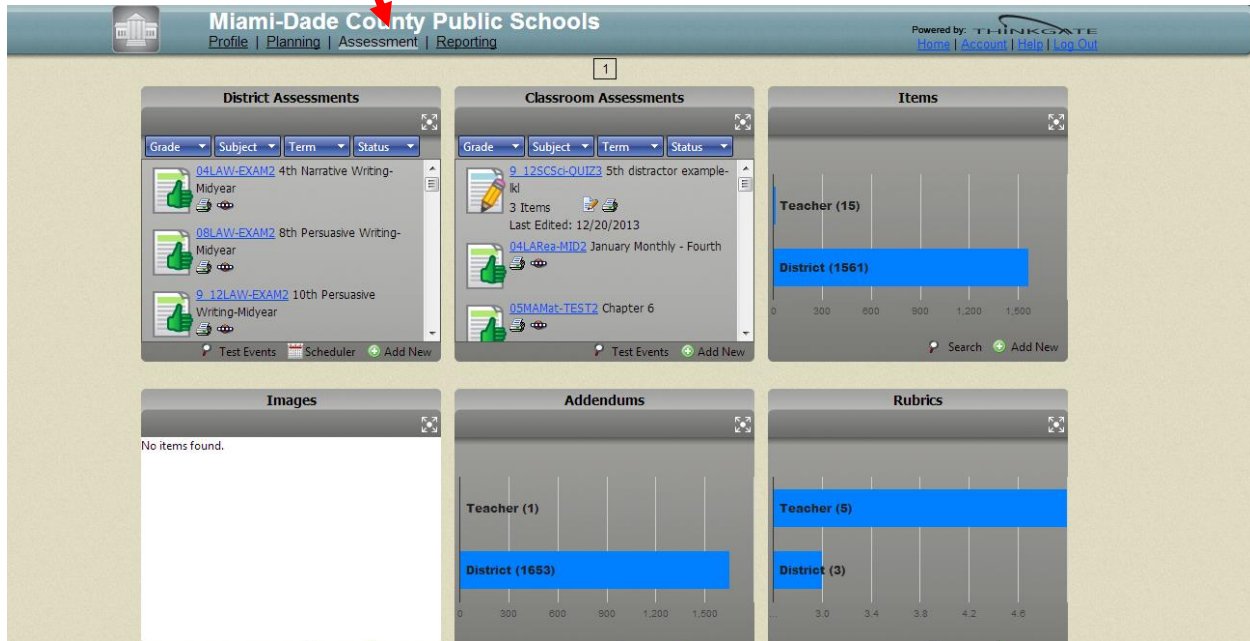 Miami-Dade County Public Schools
Profile | Planning | Assessment | Reporting
Powered by: THINKGATE
Home | Account | Help | Log Out
1
District Assessments
Grade Subject Term Status
04LAW-EXAM2 4th Narrative Writing-
Midyear
08LAW-EXAM2 8th Persuasive Writing-
Midyear
9_12LAW-EXAM2 10th Persuasive
Writing-Midyear
Test Events Scheduler Add New
Classroom Assessments
Grade Subject Term Status
9_12SCSci-QUIZ3 5th distractor example-
lkl
3 Items
Last Edited: 12/20/2013
04LARea-MID2 January Monthly - Fourth
05MAMat-TEST2 Chapter 6
Test Events Add New
Items
Teacher (15)
District (1561)
0 300 600 900 1,200 1,500
Search Add New
Images
No items found.
Addendums
Teacher (1)
District (1653)
0 300 600 900 1,200 1,500
Rubrics
Teacher (5)
District (3)
... 3.0 3.4 3.8 4.2 4.6